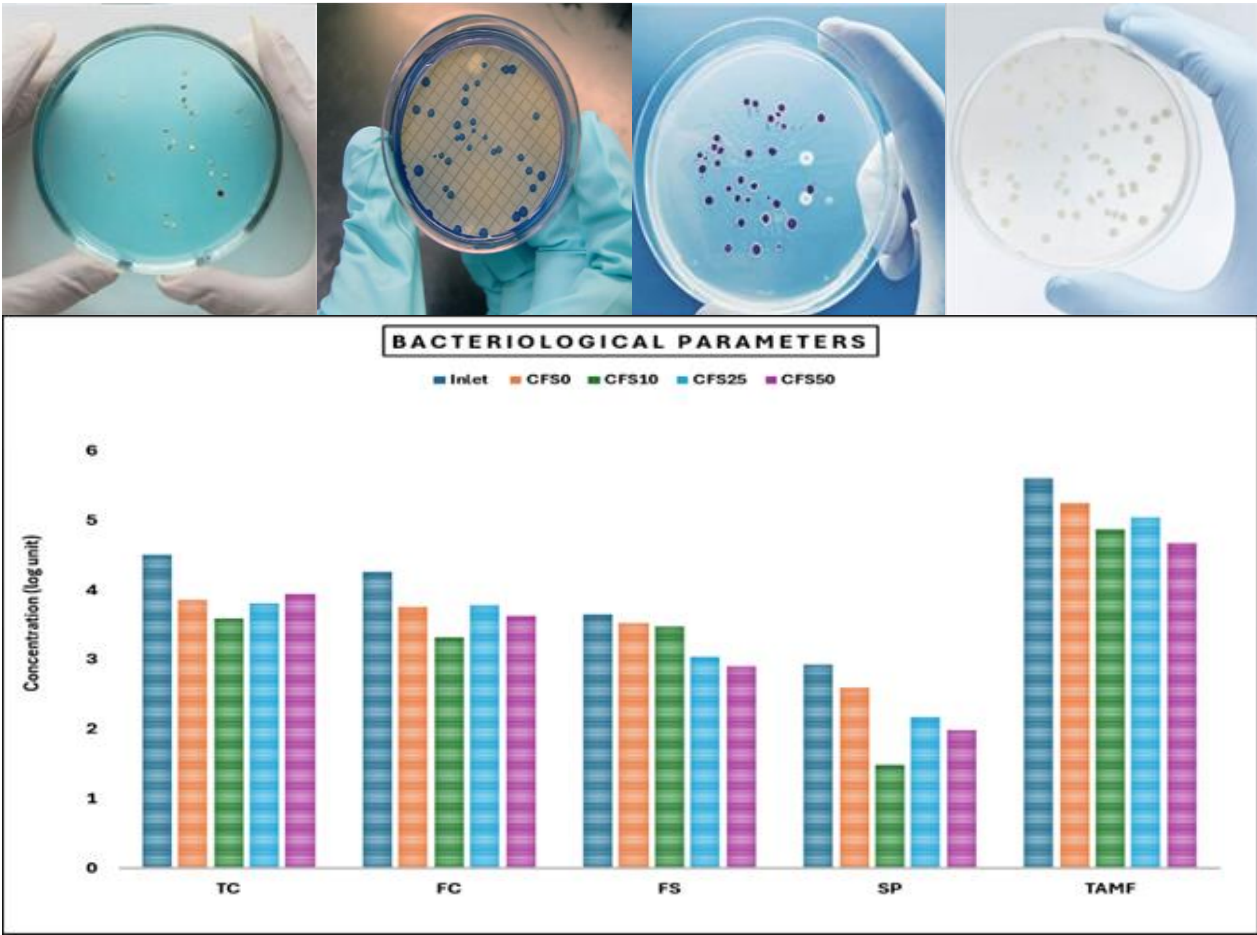 BACTERIOLOGICAL PARAMETERS
Inlet CFS0 CFS10 CFS25 CFS50
Concentration (log unit)
6
5
4
3
2
1
0
TC FC FS SP TAMF